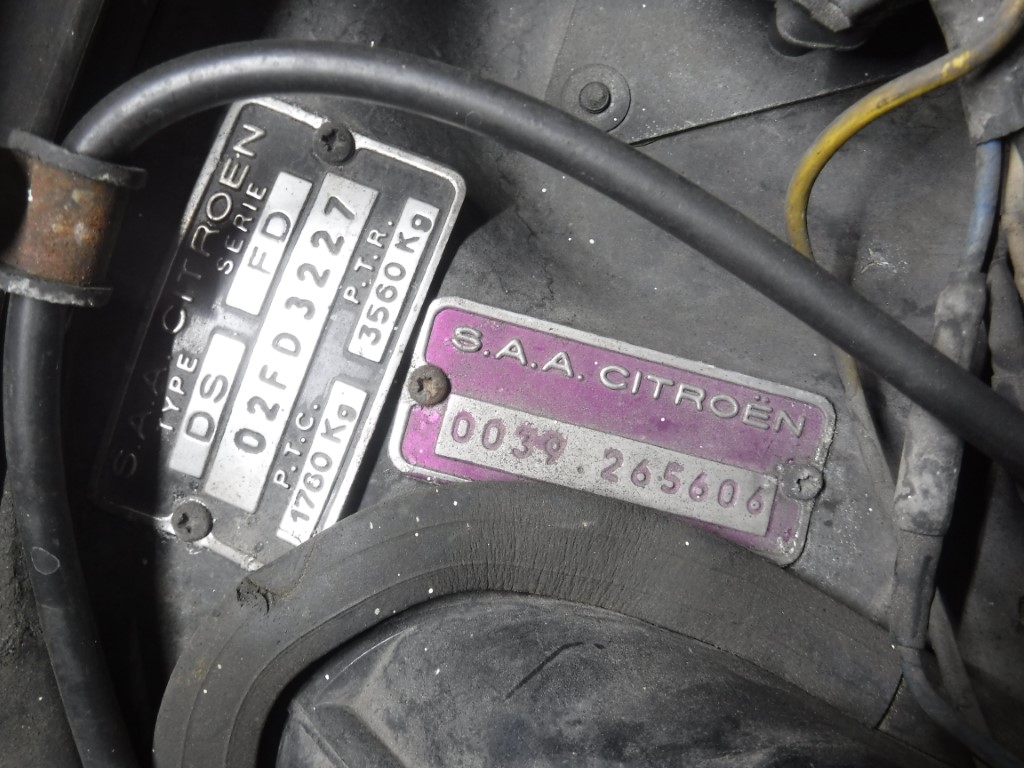 S.A.A. CITROEN
TYPE SERIE
DS FD
02FD3227
P.T.C. P.T.R.
1780 Kg 3560 Kg
S.A.A. CITROËN
0039.265606